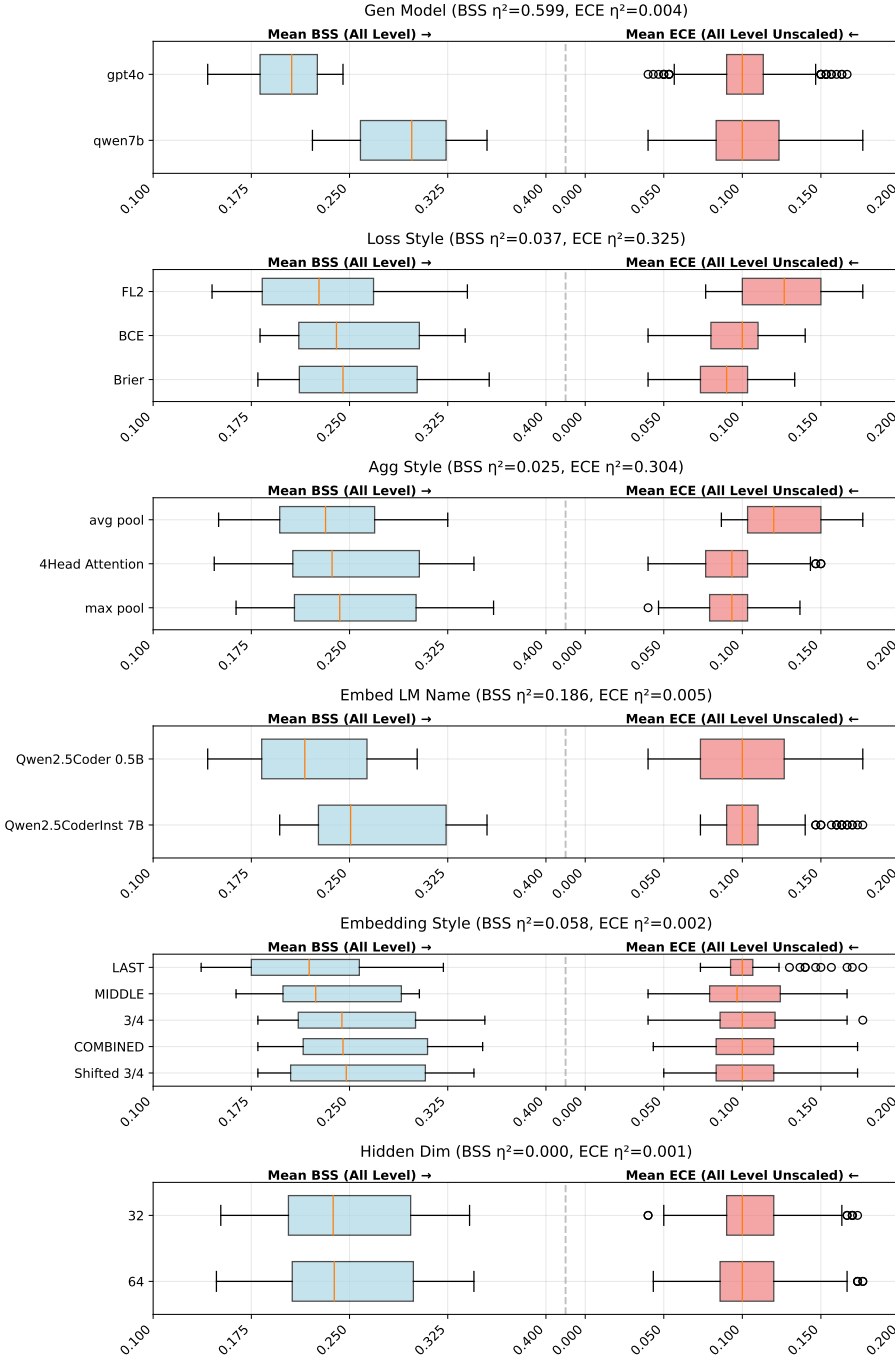 Gen Model (BSS η²=0.599, ECE η²=0.004)
Mean BSS (All Level) → Mean ECE (All Level Unscaled) ←
gpt4o
qwen7b
0.100 0.175 0.250 0.325 0.400 0.000 0.050 0.100 0.150 0.200
Loss Style (BSS η²=0.037, ECE η²=0.325)
Mean BSS (All Level) → Mean ECE (All Level Unscaled) ←
FL2
BCE
Brier
0.100 0.175 0.250 0.325 0.400 0.000 0.050 0.100 0.150 0.200
Agg Style (BSS η²=0.025, ECE η²=0.304)
Mean BSS (All Level) → Mean ECE (All Level Unscaled) ←
avg pool
4Head Attention
max pool
0.100 0.175 0.250 0.325 0.400 0.000 0.050 0.100 0.150 0.200
Embed LM Name (BSS η²=0.186, ECE η²=0.005)
Mean BSS (All Level) → Mean ECE (All Level Unscaled) ←
Qwen2.5Coder 0.5B
Qwen2.5CoderInst 7B
0.100 0.175 0.250 0.325 0.400 0.000 0.050 0.100 0.150 0.200
Embedding Style (BSS η²=0.058, ECE η²=0.002)
Mean BSS (All Level) → Mean ECE (All Level Unscaled) ←
LAST
MIDDLE
3/4
COMBINED
Shifted 3/4
0.100 0.175 0.250 0.325 0.400 0.000 0.050 0.100 0.150 0.200
Hidden Dim (BSS η²=0.000, ECE η²=0.001)
Mean BSS (All Level) → Mean ECE (All Level Unscaled) ←
32
64
0.100 0.175 0.250 0.325 0.400 0.000 0.050 0.100 0.150 0.200